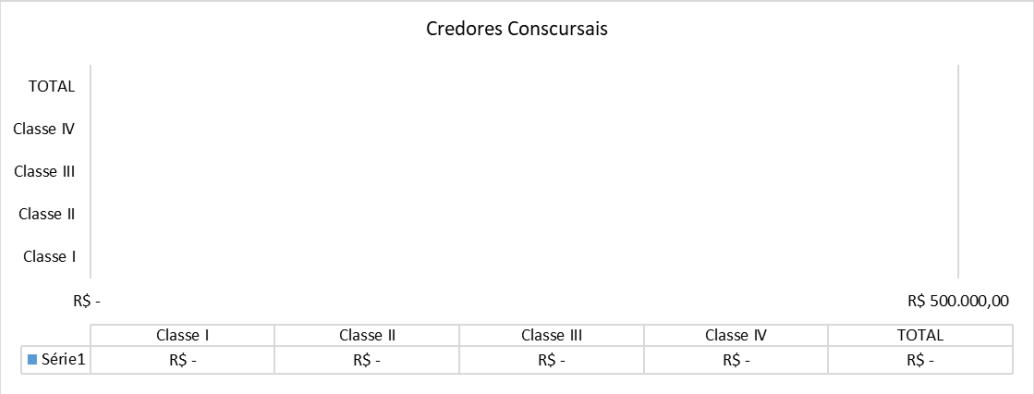 Credores Conscursais
TOTAL
Classe IV
Classe III
Classe II
Classe I
R$ - R$ 500.000,00
Classe I Classe II Classe III Classe IV TOTAL
Série1 R$ - R$ - R$ - R$ - R$ -